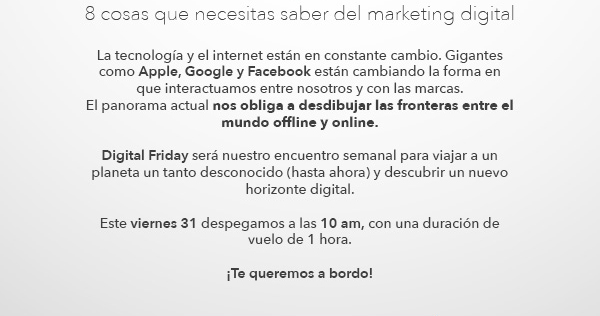 8 cosas que necesitas saber del marketing digital
La tecnología y el internet están en constante cambio. Gigantes
como Apple, Google y Facebook están cambiando la forma en
que interactuamos entre nosotros y con las marcas.
El panorama actual nos obliga a desdibujar las fronteras entre el
mundo offline y online.
Digital Friday será nuestro encuentro semanal para viajar a un
planeta un tanto desconocido (hasta ahora) y descubrir un nuevo
horizonte digital.
Este viernes 31 despegamos a las 10 am, con una duración de
vuelo de 1 hora.
¡Te queremos a bordo!